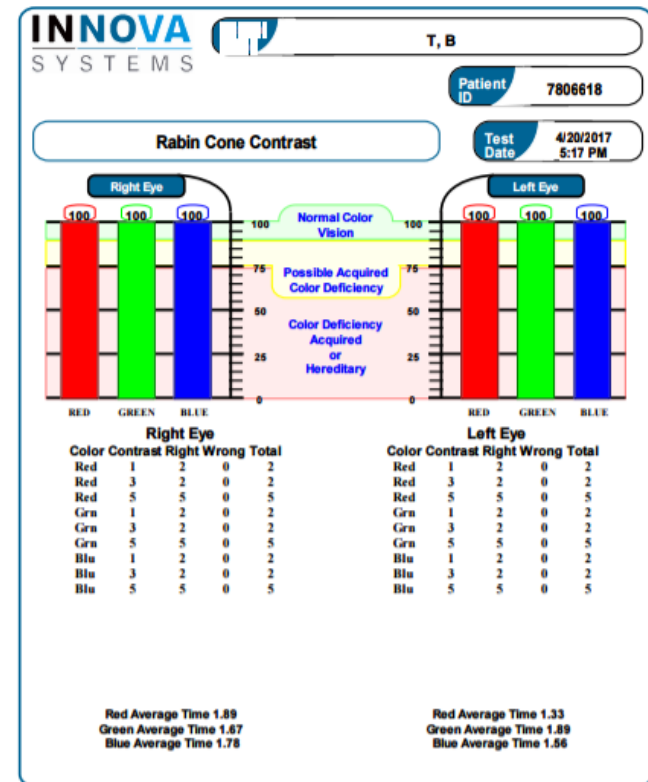 INNOVA
SYSTEMS
T, B
Patient ID 7806618
Rabin Cone Contrast
Test Date 4/20/2017 5:17 PM
Right Eye
Left Eye
100 100 100
100 100 100
100 Normal Color Vision 100
75 Possible Acquired Color Deficiency 75
50 Color Deficiency Acquired or Hereditary 50
25 25
0 0
RED GREEN BLUE
RED GREEN BLUE
Right Eye
Color Contrast Right Wrong Total
Red 1 2 0 2
Red 3 2 0 2
Red 5 5 0 5
Grn 1 2 0 2
Grn 3 2 0 2
Grn 5 5 0 5
Blu 1 2 0 2
Blu 3 2 0 2
Blu 5 5 0 5
Red Average Time 1.89
Green Average Time 1.67
Blue Average Time 1.78
Left Eye
Color Contrast Right Wrong Total
Red 1 2 0 2
Red 3 2 0 2
Red 5 5 0 5
Grn 1 2 0 2
Grn 3 2 0 2
Grn 5 5 0 5
Blu 1 2 0 2
Blu 3 2 0 2
Blu 5 5 0 5
Red Average Time 1.33
Green Average Time 1.89
Blue Average Time 1.56